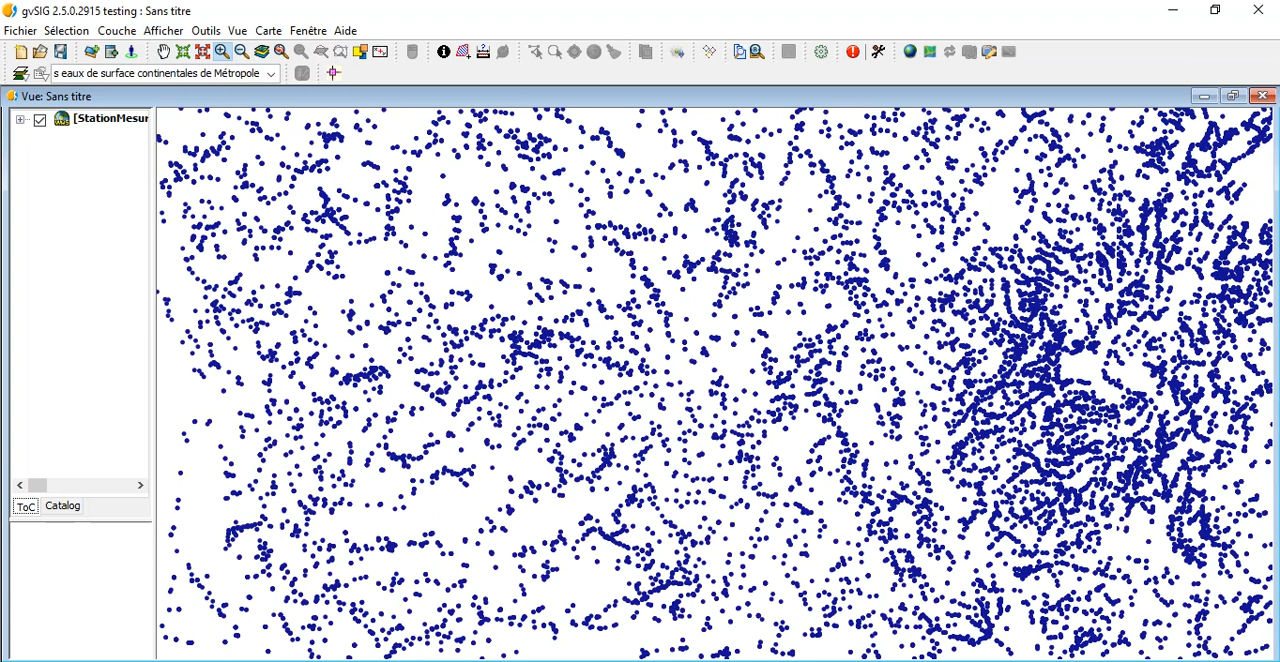 gvSIG 2.5.0.2915 testing : Sans titre
Fichier Sélection Couche Afficher Outils Vue Carte Fenêtre Aide
s eaux de surface continentales de Métropole
Vue: Sans titre
[StationMesur
ToC Catalog